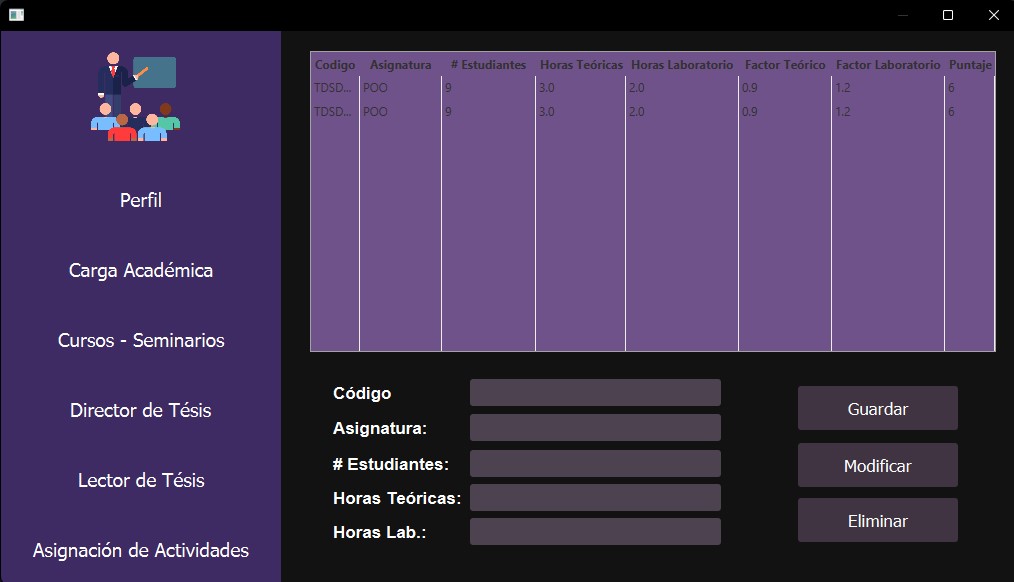 Codigo Asignatura # Estudiantes Horas Teóricas Horas Laboratorio Factor Teórico Factor Laboratorio Puntaje
TDSD... POO 9 3.0 2.0 0.9 1.2 6
TDSD... POO 9 3.0 2.0 0.9 1.2 6
Perfil
Carga Académica
Cursos - Seminarios
Director de Tésis
Lector de Tésis
Asignación de Actividades
Código
Asignatura:
# Estudiantes:
Horas Teóricas:
Horas Lab.:
Guardar
Modificar
Eliminar